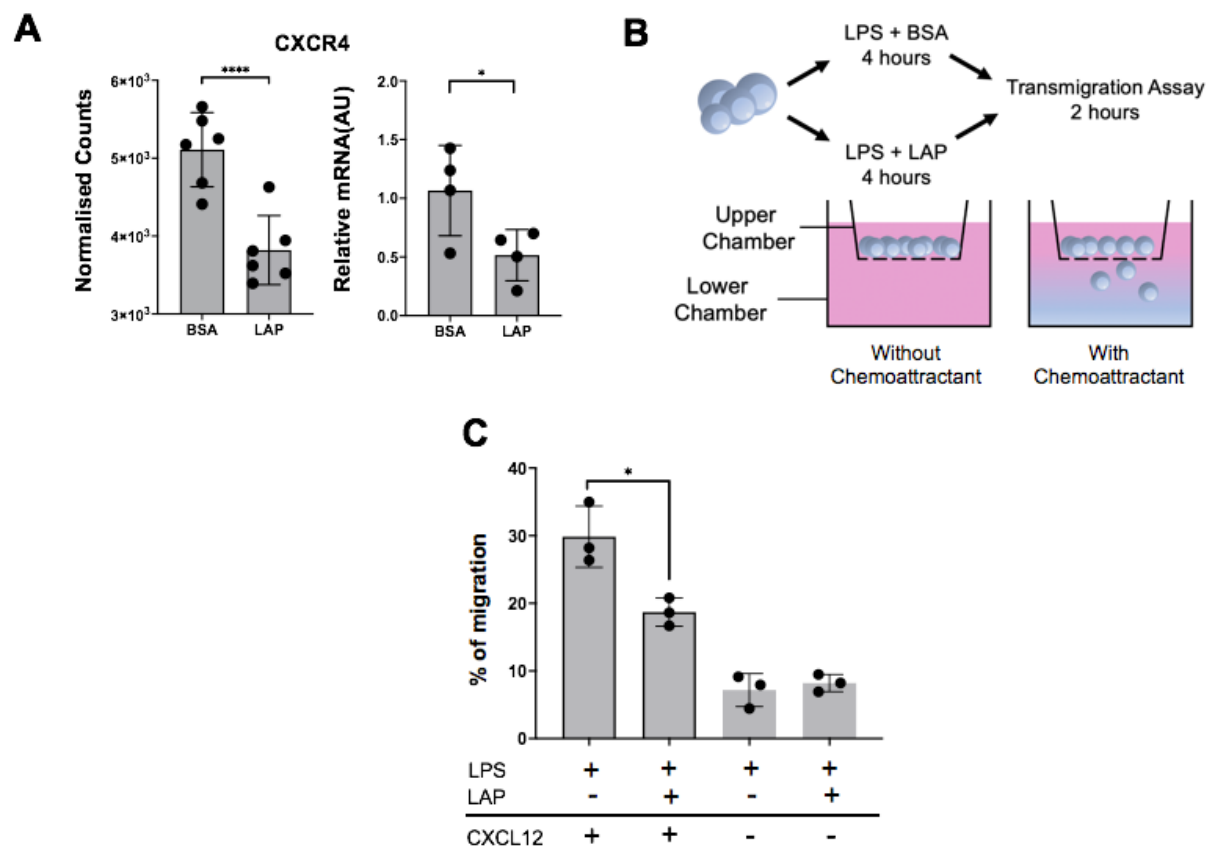 A
CXCR4
Normalised Counts
6×10³
5×10³
4×10³
3×10³
****
BSA
LAP
Relative mRNA(AU)
2.0
1.5
1.0
0.5
0.0
*
BSA
LAP
B
LPS + BSA
4 hours
LPS + LAP
4 hours
Transmigration Assay
2 hours
Upper
Chamber
Lower
Chamber
Without
Chemoattractant
With
Chemoattractant
C
% of migration
40
30
20
10
0
*
LPS + + + +
LAP - + - +
CXCL12 + + - -